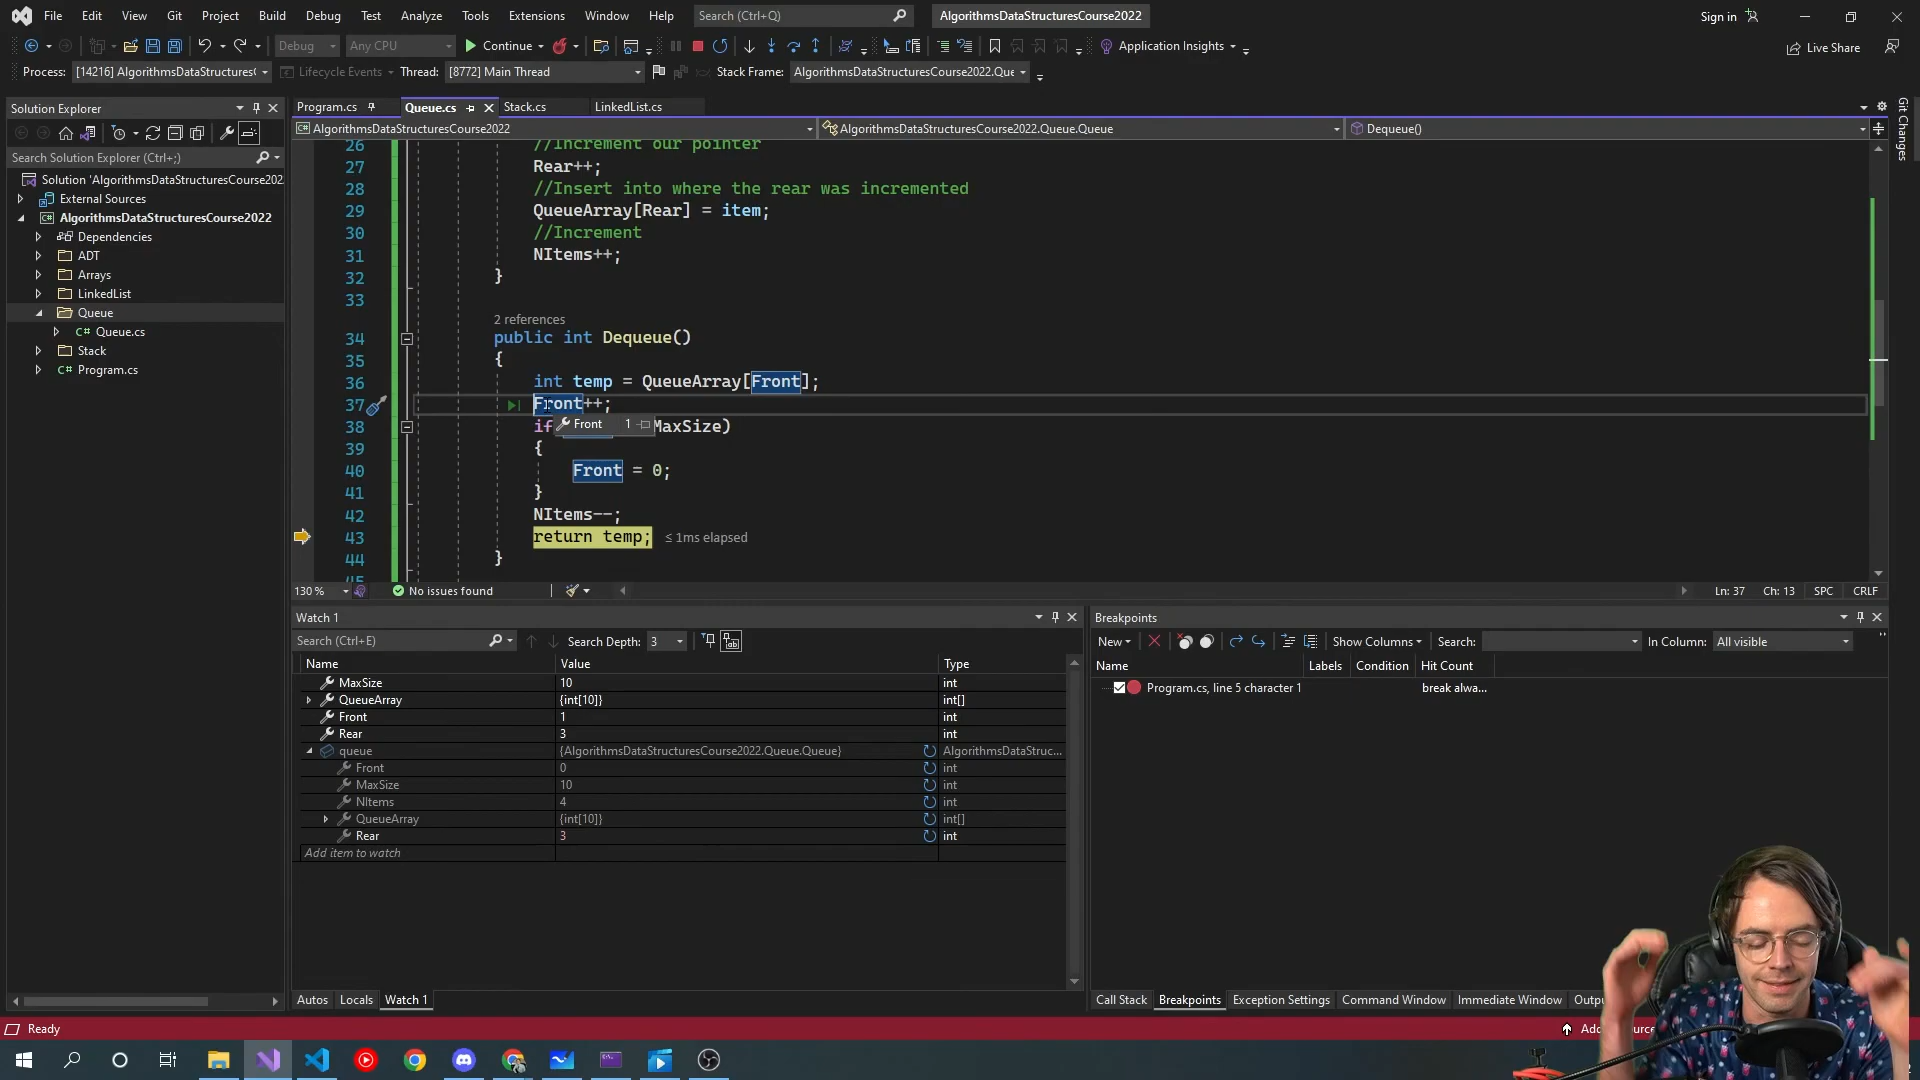 File Edit View Git Project Build Debug Test Analyze Tools Extensions Window Help Search (Ctrl+Q) AlgorithmsDataStructuresCourse2022 Sign in
Debug Any CPU Continue Application Insights Live Share
Process: [14216] AlgorithmsDataStructures Lifecycle Events Thread: [8772] Main Thread Stack Frame: AlgorithmsDataStructuresCourse2022.Que
Solution Explorer
Search Solution Explorer (Ctrl+;)
Solution 'AlgorithmsDataStructuresCourse202
External Sources
AlgorithmsDataStructuresCourse2022
Dependencies
ADT
Arrays
LinkedList
Queue
C# Queue.cs
Stack
C# Program.cs
Program.cs Queue.cs Stack.cs LinkedList.cs
AlgorithmsDataStructuresCourse2022 AlgorithmsDataStructuresCourse2022.Queue.Queue Dequeue()
26 //Increment our pointer
27 Rear++;
28 //Insert into where the rear was incremented
29 QueueArray[Rear] = item;
30 //Increment
31 NItems++;
32 }
33
2 references
34 public int Dequeue()
35 {
36 int temp = QueueArray[Front];
37 Front++;
Front 1
38 if MaxSize)
39 {
40 Front = 0;
41 }
42 NItems--;
43 return temp; ≤ 1ms elapsed
44 }
45
130 % No issues found Ln: 37 Ch: 13 SPC CRLF
Git Changes
Watch 1
Search (Ctrl+E) Search Depth: 3
Name Value Type
MaxSize 10 int
QueueArray {int[10]} int[]
Front 1 int
Rear 3 int
queue {AlgorithmsDataStructuresCourse2022.Queue.Queue} AlgorithmsDataStruc...
Front 0 int
MaxSize 10 int
NItems 4 int
QueueArray {int[10]} int[]
Rear 3 int
Add item to watch
Autos Locals Watch 1
Breakpoints
New Show Columns Search: In Column: All visible
Name Labels Condition Hit Count
Program.cs, line 5 character 1 break alwa...
Call Stack Breakpoints Exception Settings Command Window Immediate Window Outpu
Ready